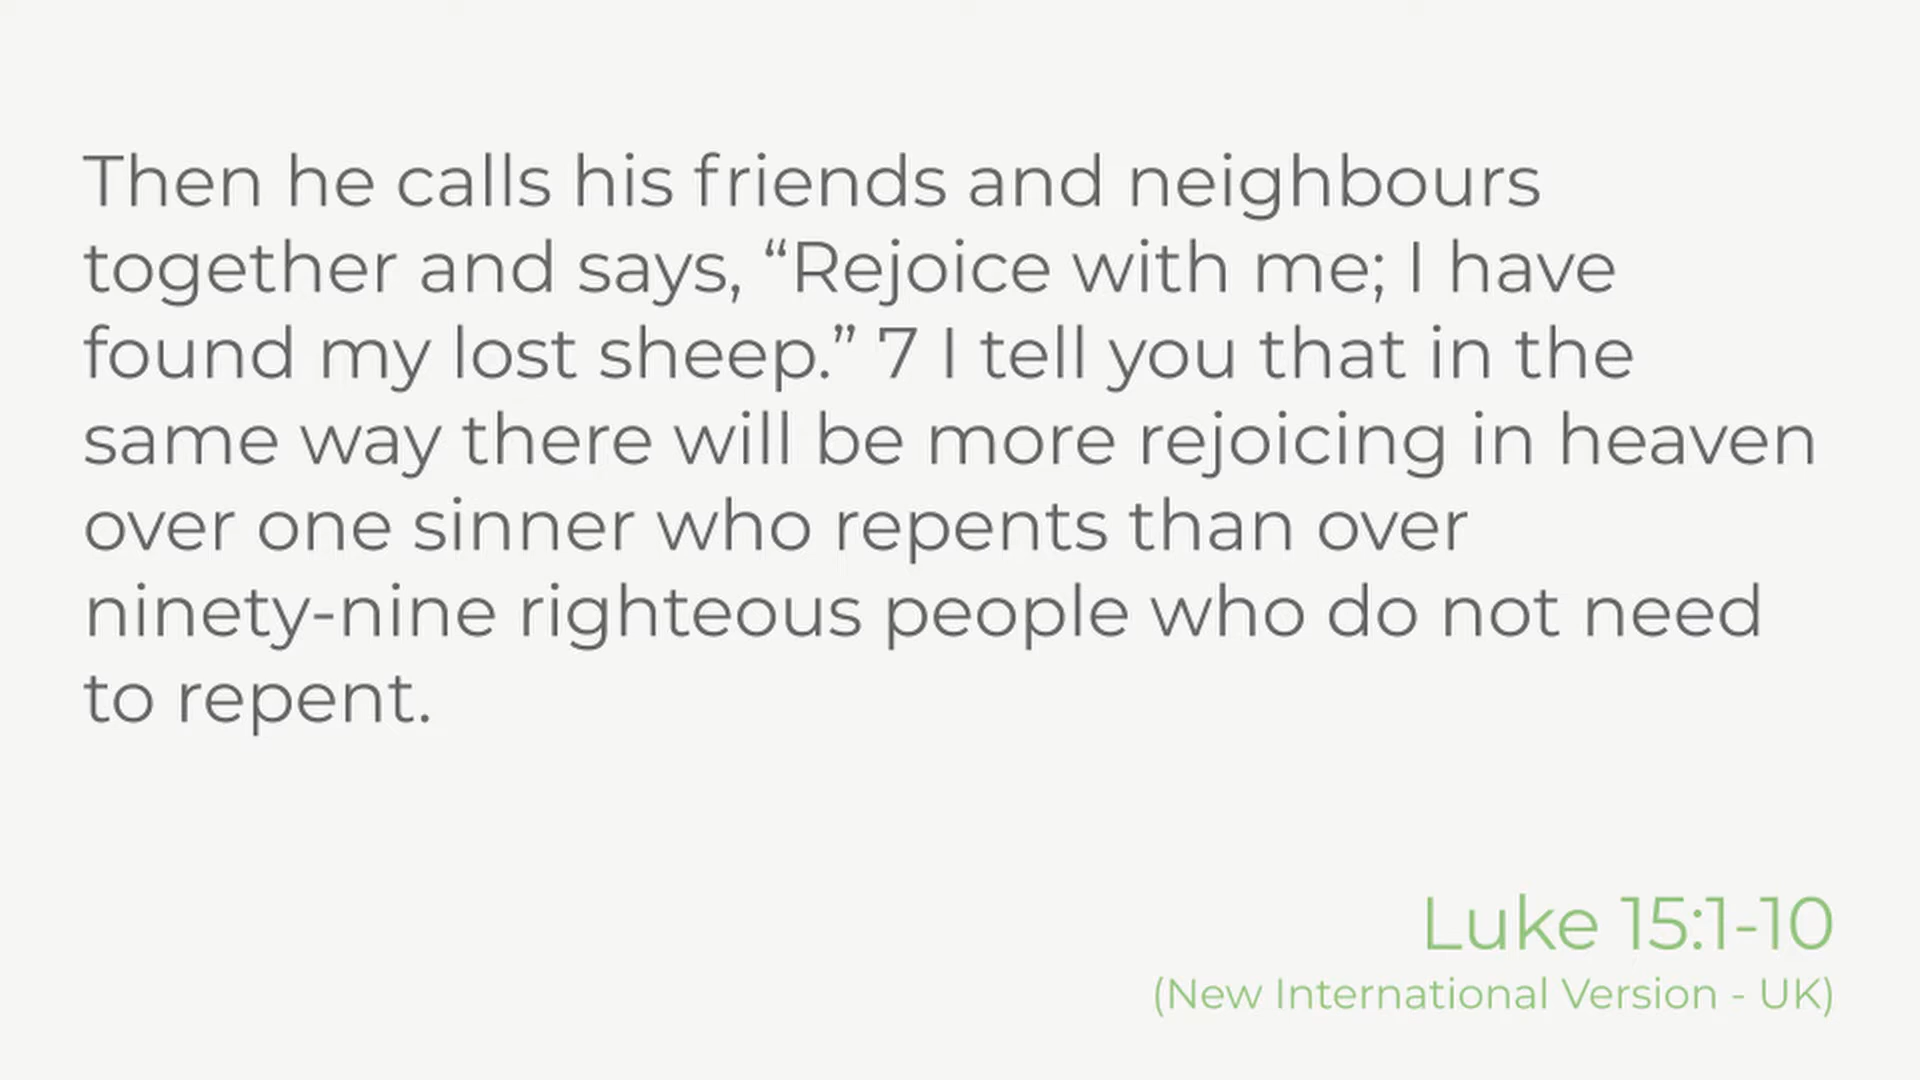 Then he calls his friends and neighbours
together and says, “Rejoice with me; I have
found my lost sheep.” 7 I tell you that in the
same way there will be more rejoicing in heaven
over one sinner who repents than over
ninety-nine righteous people who do not need
to repent.
Luke 15:1-10
(New International Version - UK)